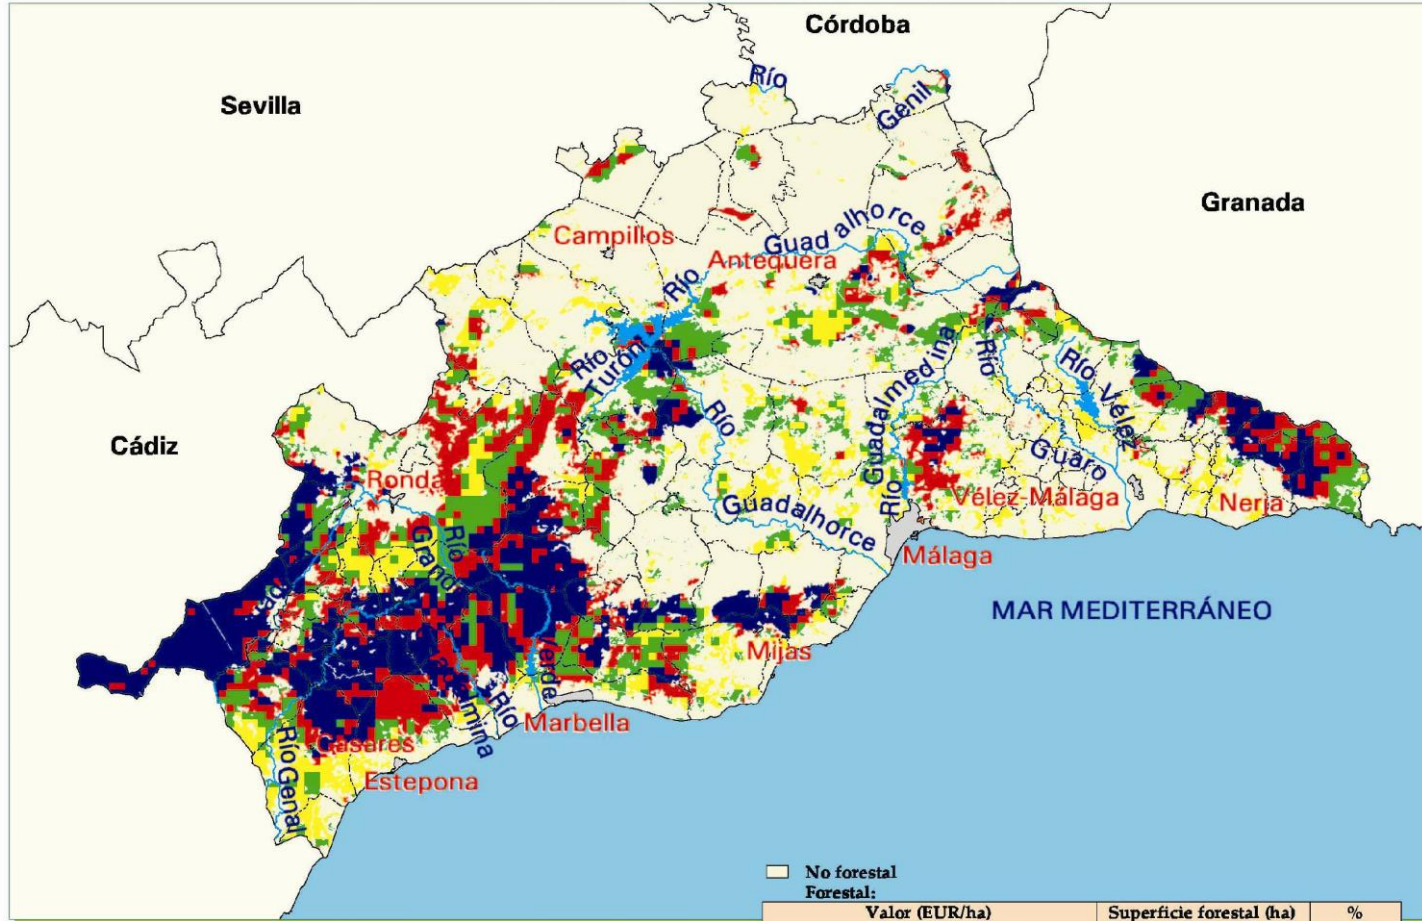 Córdoba
Río
Sevilla
Genil
Granada
Guadalhorce
Campillos
Antequera
Río
Río
Turón
Río
Vélez
Guadalmedina
Río
Río
Cádiz
Guaro
Ronda
Vélez-Málaga
Nerja
Río
Guadalhorce
Río
Grande
Málaga
MAR MEDITERRÁNEO
Mijas
Verde
Río
Marbella
Casares
Río
Genal
Estepona
No forestal
Forestal:
Valor (EUR/ha) Superficie forestal (ha) %